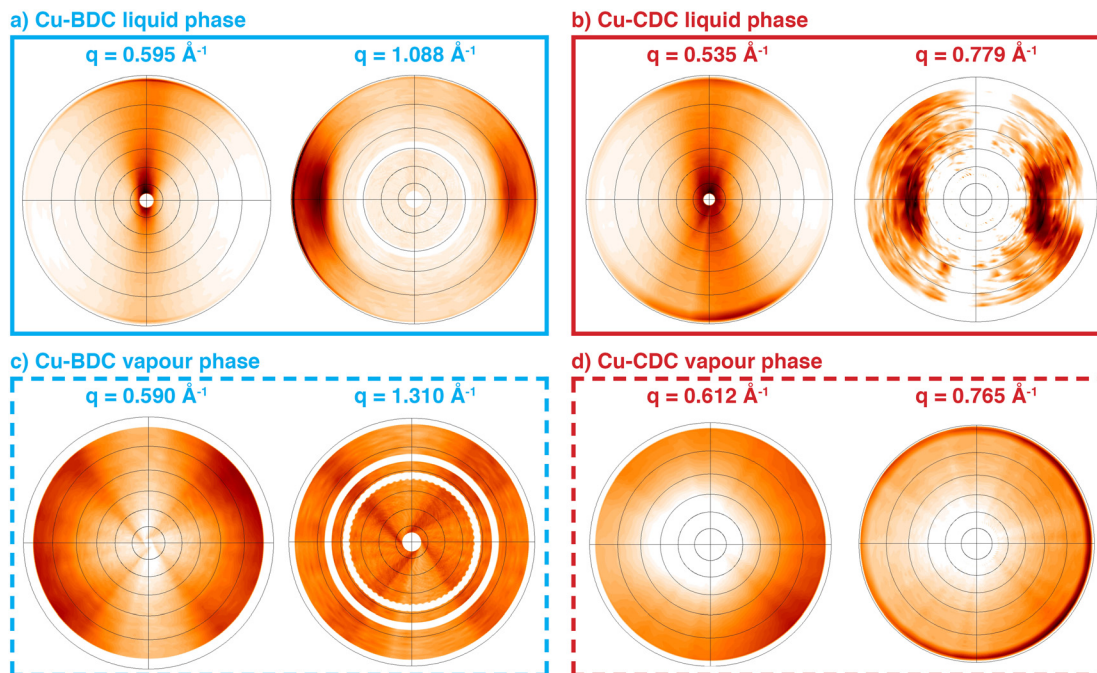 a) Cu-BDC liquid phase
q = 0.595 Å⁻¹
q = 1.088 Å⁻¹
b) Cu-CDC liquid phase
q = 0.535 Å⁻¹
q = 0.779 Å⁻¹
c) Cu-BDC vapour phase
q = 0.590 Å⁻¹
q = 1.310 Å⁻¹
d) Cu-CDC vapour phase
q = 0.612 Å⁻¹
q = 0.765 Å⁻¹